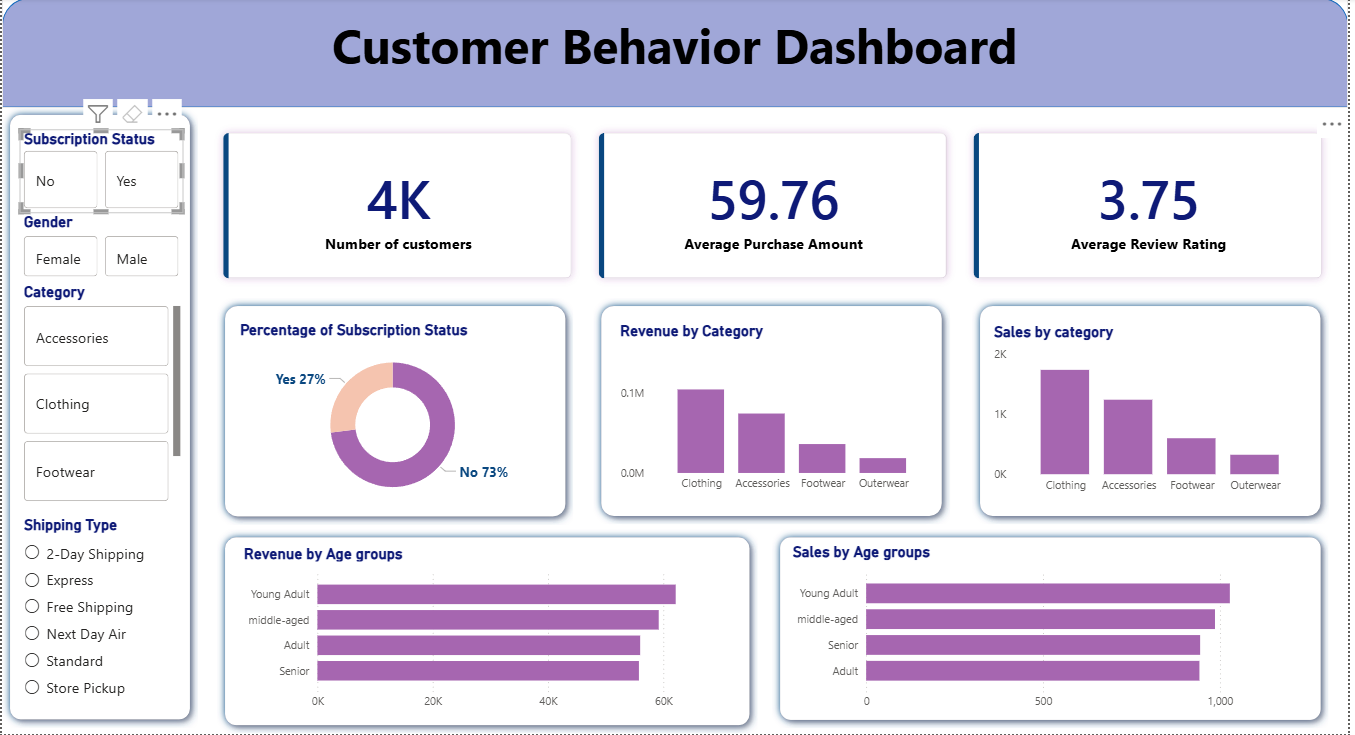 Customer Behavior Dashboard
Subscription Status
No
Yes
Gender
Female
Male
Category
Accessories
Clothing
Footwear
Shipping Type
2-Day Shipping
Express
Free Shipping
Next Day Air
Standard
Store Pickup
4K
Number of customers
59.76
Average Purchase Amount
3.75
Average Review Rating
Percentage of Subscription Status
Yes 27%
No 73%
Revenue by Category
0.1M
0.0M
Clothing Accessories Footwear Outerwear
Sales by category
2K
1K
0K
Clothing Accessories Footwear Outerwear
Revenue by Age groups
Young Adult
middle-aged
Adult
Senior
0K 20K 40K 60K
Sales by Age groups
Young Adult
middle-aged
Senior
Adult
0 500 1,000